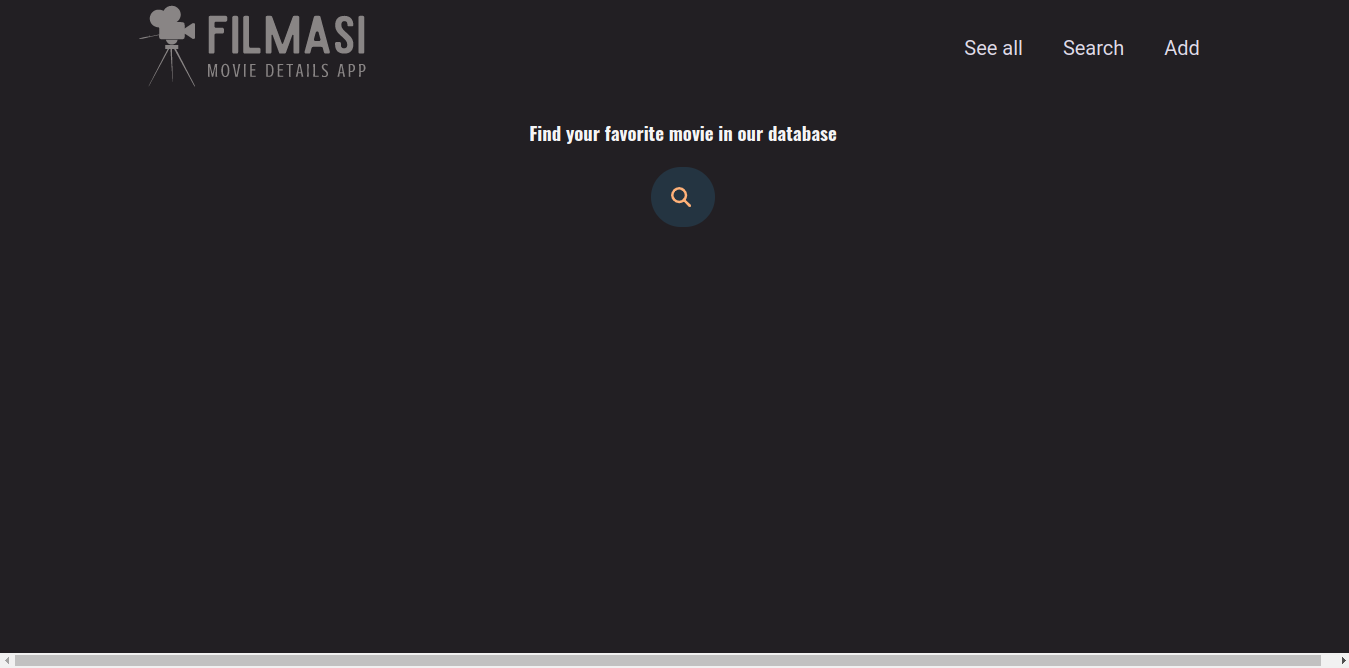 FILMASI
MOVIE DETAILS APP
See all
Search
Add
Find your favorite movie in our database